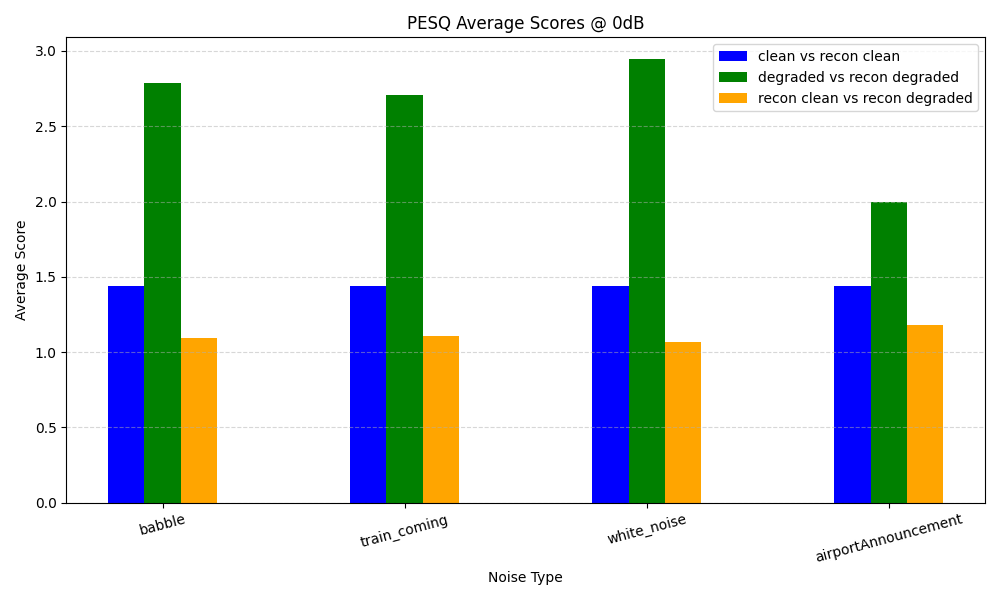 PESQ Average Scores @ 0dB
clean vs recon clean
degraded vs recon degraded
recon clean vs recon degraded
Average Score
3.0
2.5
2.0
1.5
1.0
0.5
0.0
babble
train_coming
white_noise
airportAnnouncement
Noise Type